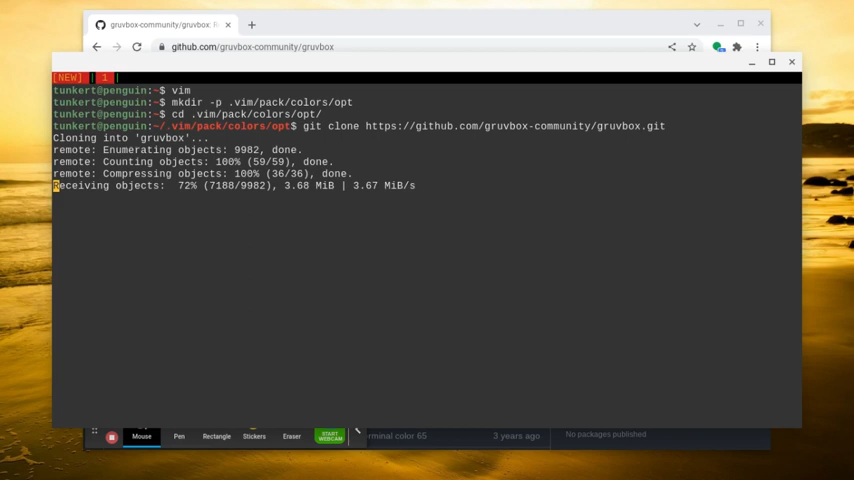 gruvbox-community/gruvbox: R
github.com/gruvbox-community/gruvbox
[NEW] 1
tunkert@penguin:~$ vim
tunkert@penguin:~$ mkdir -p .vim/pack/colors/opt
tunkert@penguin:~$ cd .vim/pack/colors/opt/
tunkert@penguin:~/.vim/pack/colors/opt$ git clone https://github.com/gruvbox-community/gruvbox.git
Cloning into 'gruvbox'...
remote: Enumerating objects: 9982, done.
remote: Counting objects: 100% (59/59), done.
remote: Compressing objects: 100% (36/36), done.
Receiving objects:  72% (7188/9982), 3.68 MiB | 3.67 MiB/s
START
WEBCAM
Mouse Pen Rectangle Stickers Eraser
erminal color 65 3 years ago No packages published